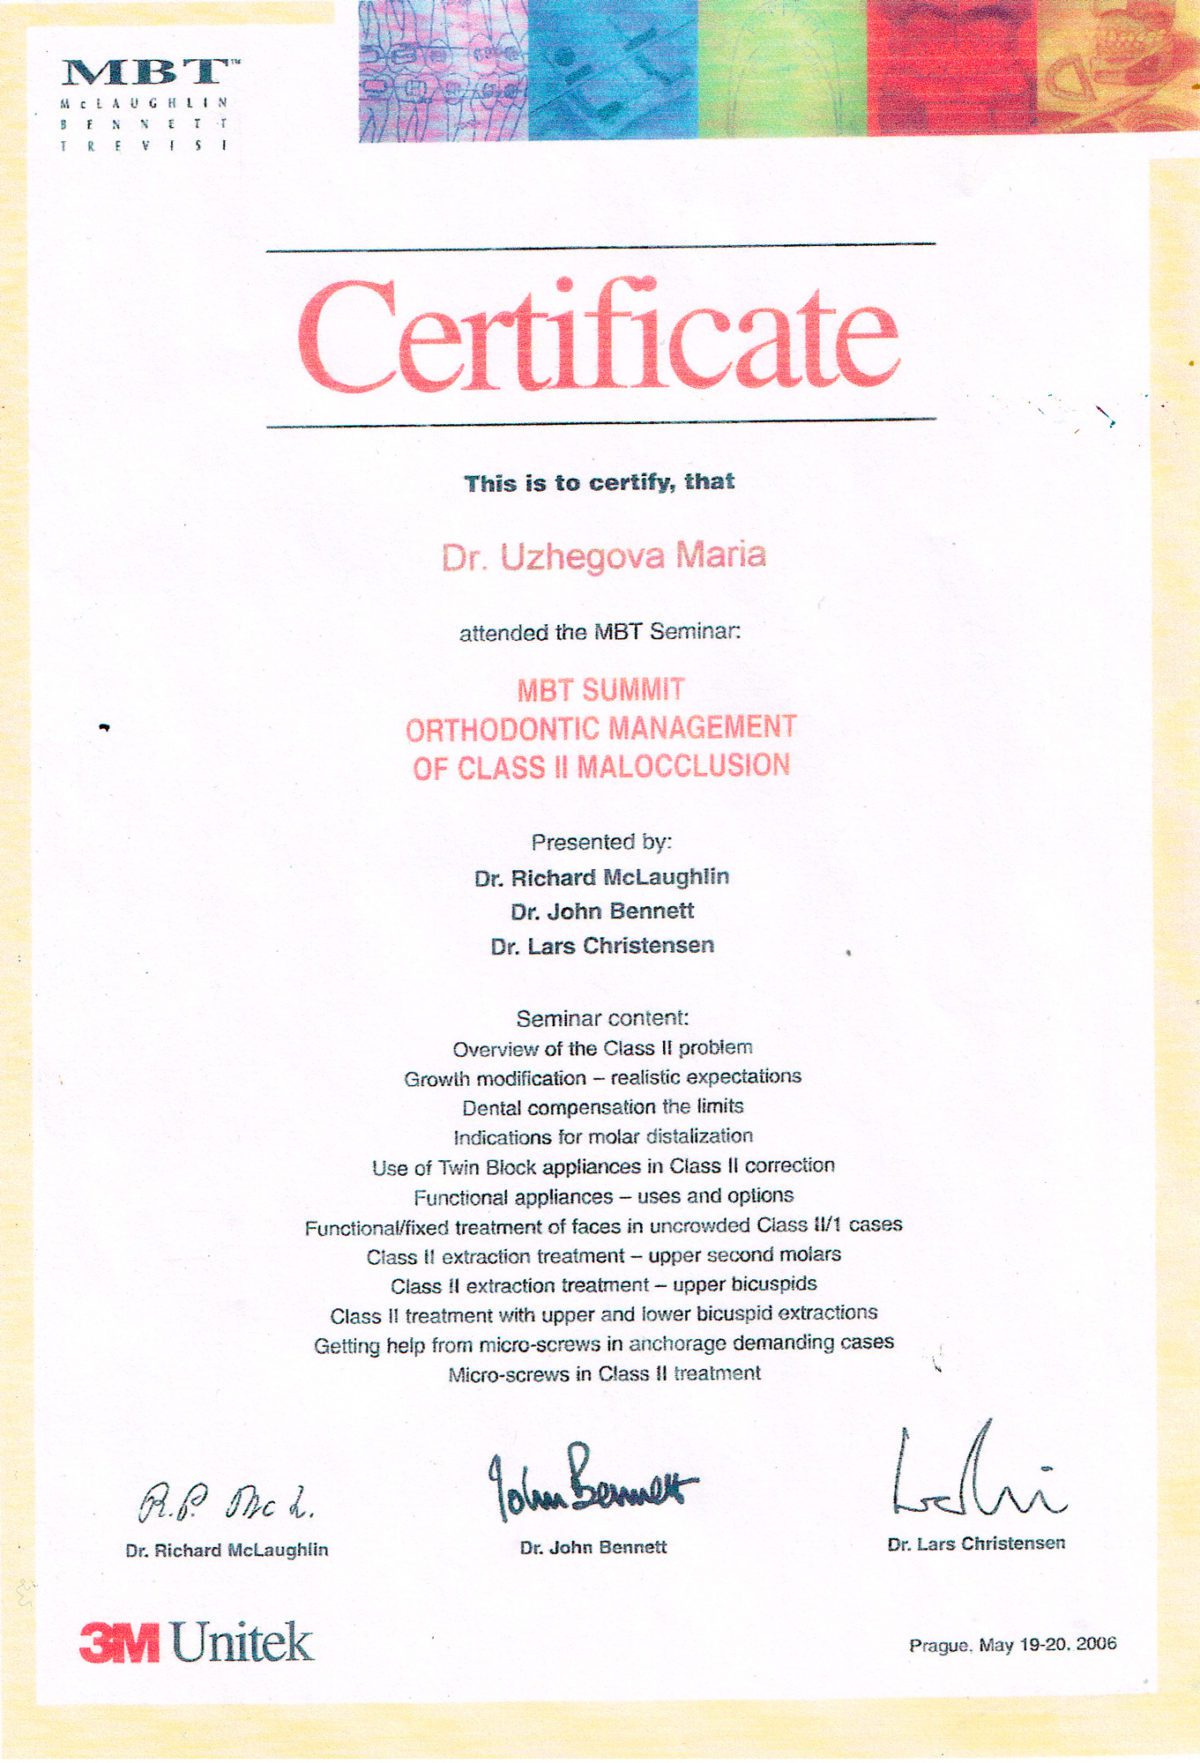 MBT™
McLAUGHLIN
BENNETT
TREVISI
Certificate
This is to certify, that
Dr. Uzhegova Maria
attended the MBT Seminar:
MBT SUMMIT
ORTHODONTIC MANAGEMENT
OF CLASS II MALOCCLUSION
Presented by:
Dr. Richard McLaughlin
Dr. John Bennett
Dr. Lars Christensen
Seminar content:
Overview of the Class II problem
Growth modification – realistic expectations
Dental compensation the limits
Indications for molar distalization
Use of Twin Block appliances in Class II correction
Functional appliances – uses and options
Functional/fixed treatment of faces in uncrowded Class II/1 cases
Class II extraction treatment – upper second molars
Class II extraction treatment – upper bicuspids
Class II treatment with upper and lower bicuspid extractions
Getting help from micro-screws in anchorage demanding cases
Micro-screws in Class II treatment
R.P. Mc L.
John Bennett
Dr. Richard McLaughlin
Dr. John Bennett
Dr. Lars Christensen
3M Unitek
Prague, May 19-20. 2006